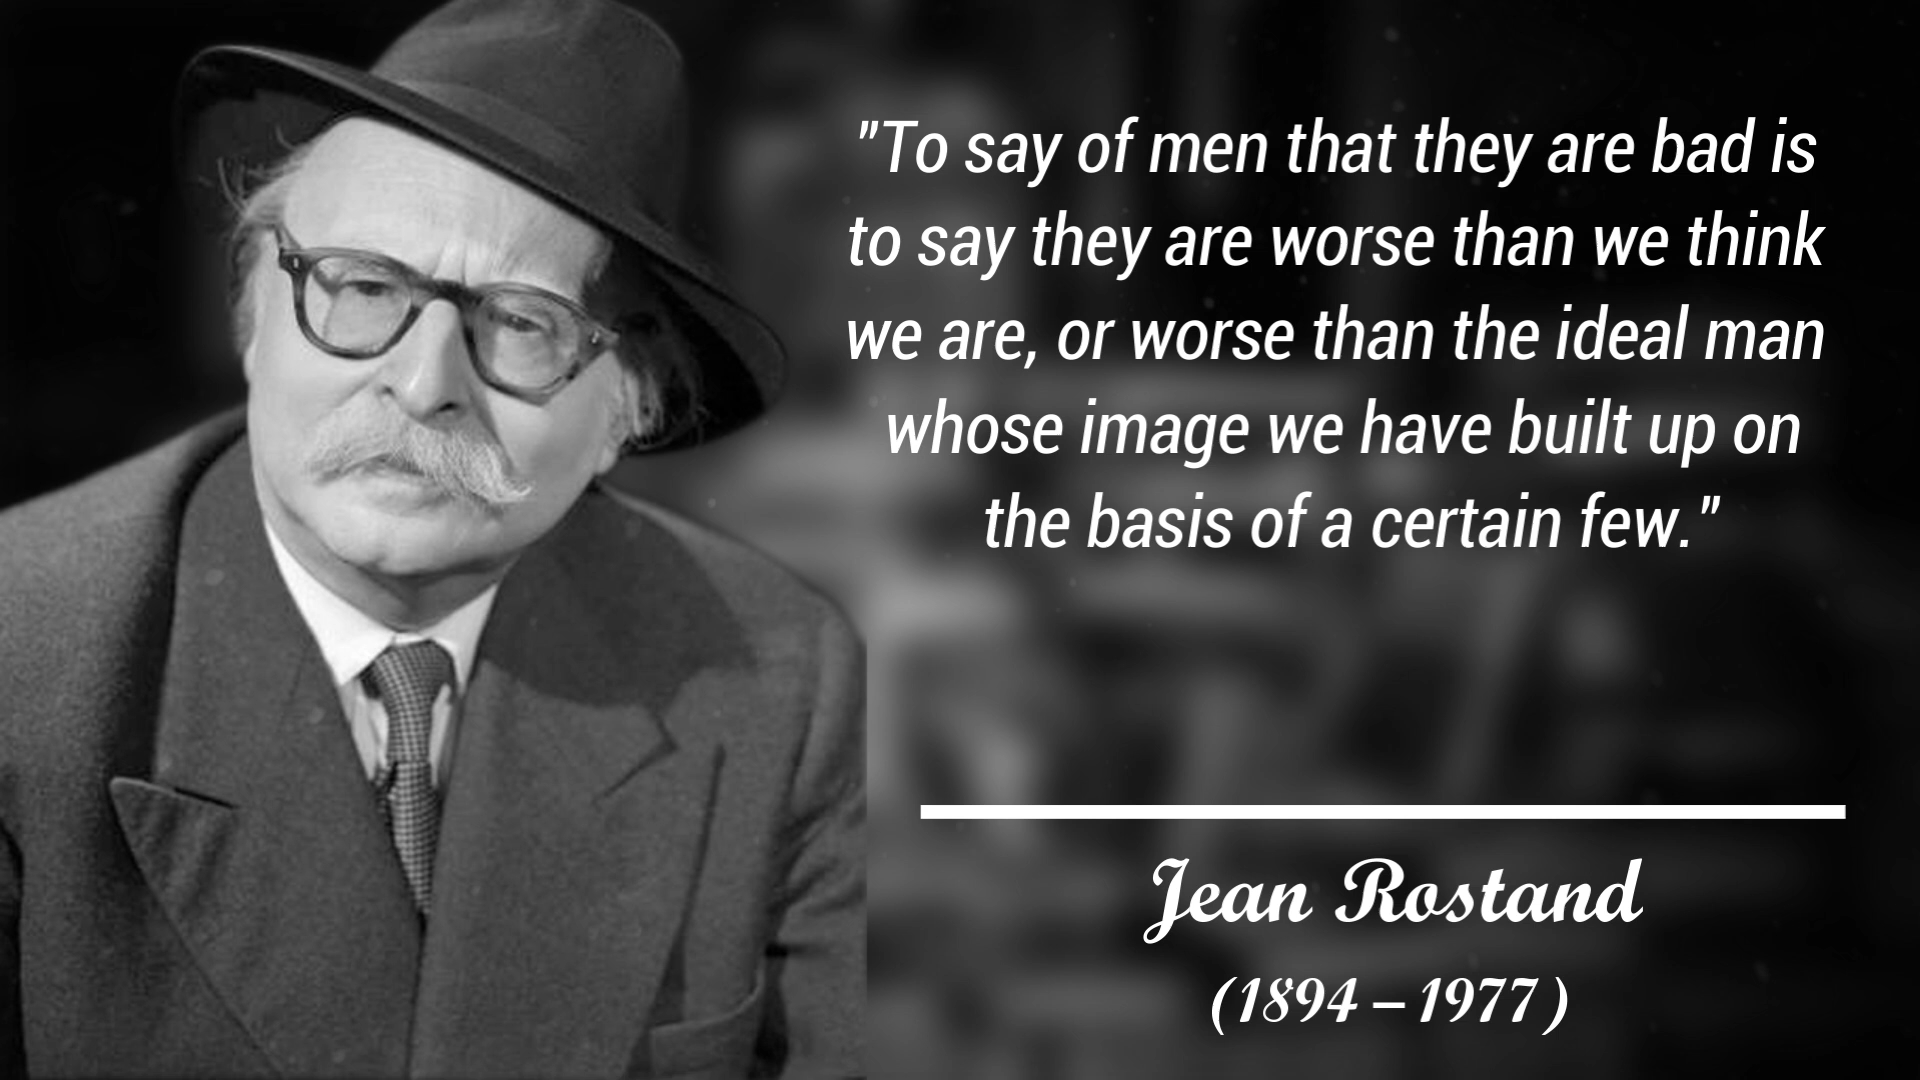 "To say of men that they are bad is
to say they are worse than we think
we are, or worse than the ideal man
whose image we have built up on
the basis of a certain few."
Jean Rostand
(1894 – 1977)